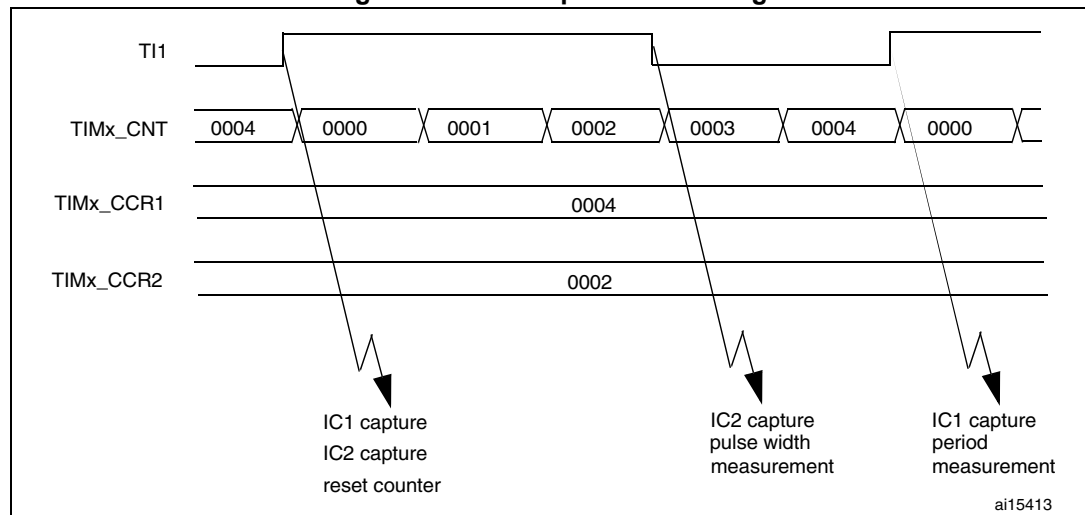 TI1
TIMx_CNT 0004 0000 0001 0002 0003 0004 0000
TIMx_CCR1 0004
TIMx_CCR2 0002
IC1 capture
IC2 capture
reset counter
IC2 capture
pulse width
measurement
IC1 capture
period
measurement
ai15413